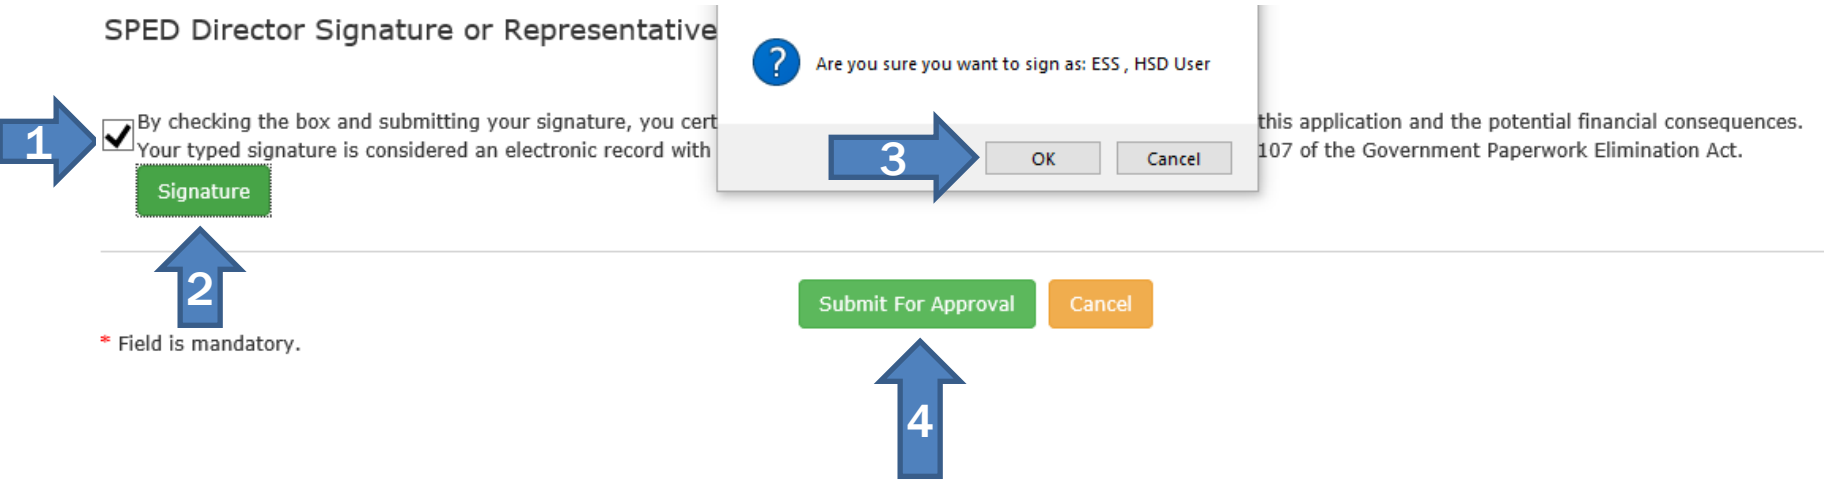 SPED Director Signature or Representative
Are you sure you want to sign as: ESS , HSD User
1
By checking the box and submitting your signature, you cert
this application and the potential financial consequences.
Your typed signature is considered an electronic record with
107 of the Government Paperwork Elimination Act.
3
OK
Cancel
Signature
2
Submit For Approval
Cancel
* Field is mandatory.
4